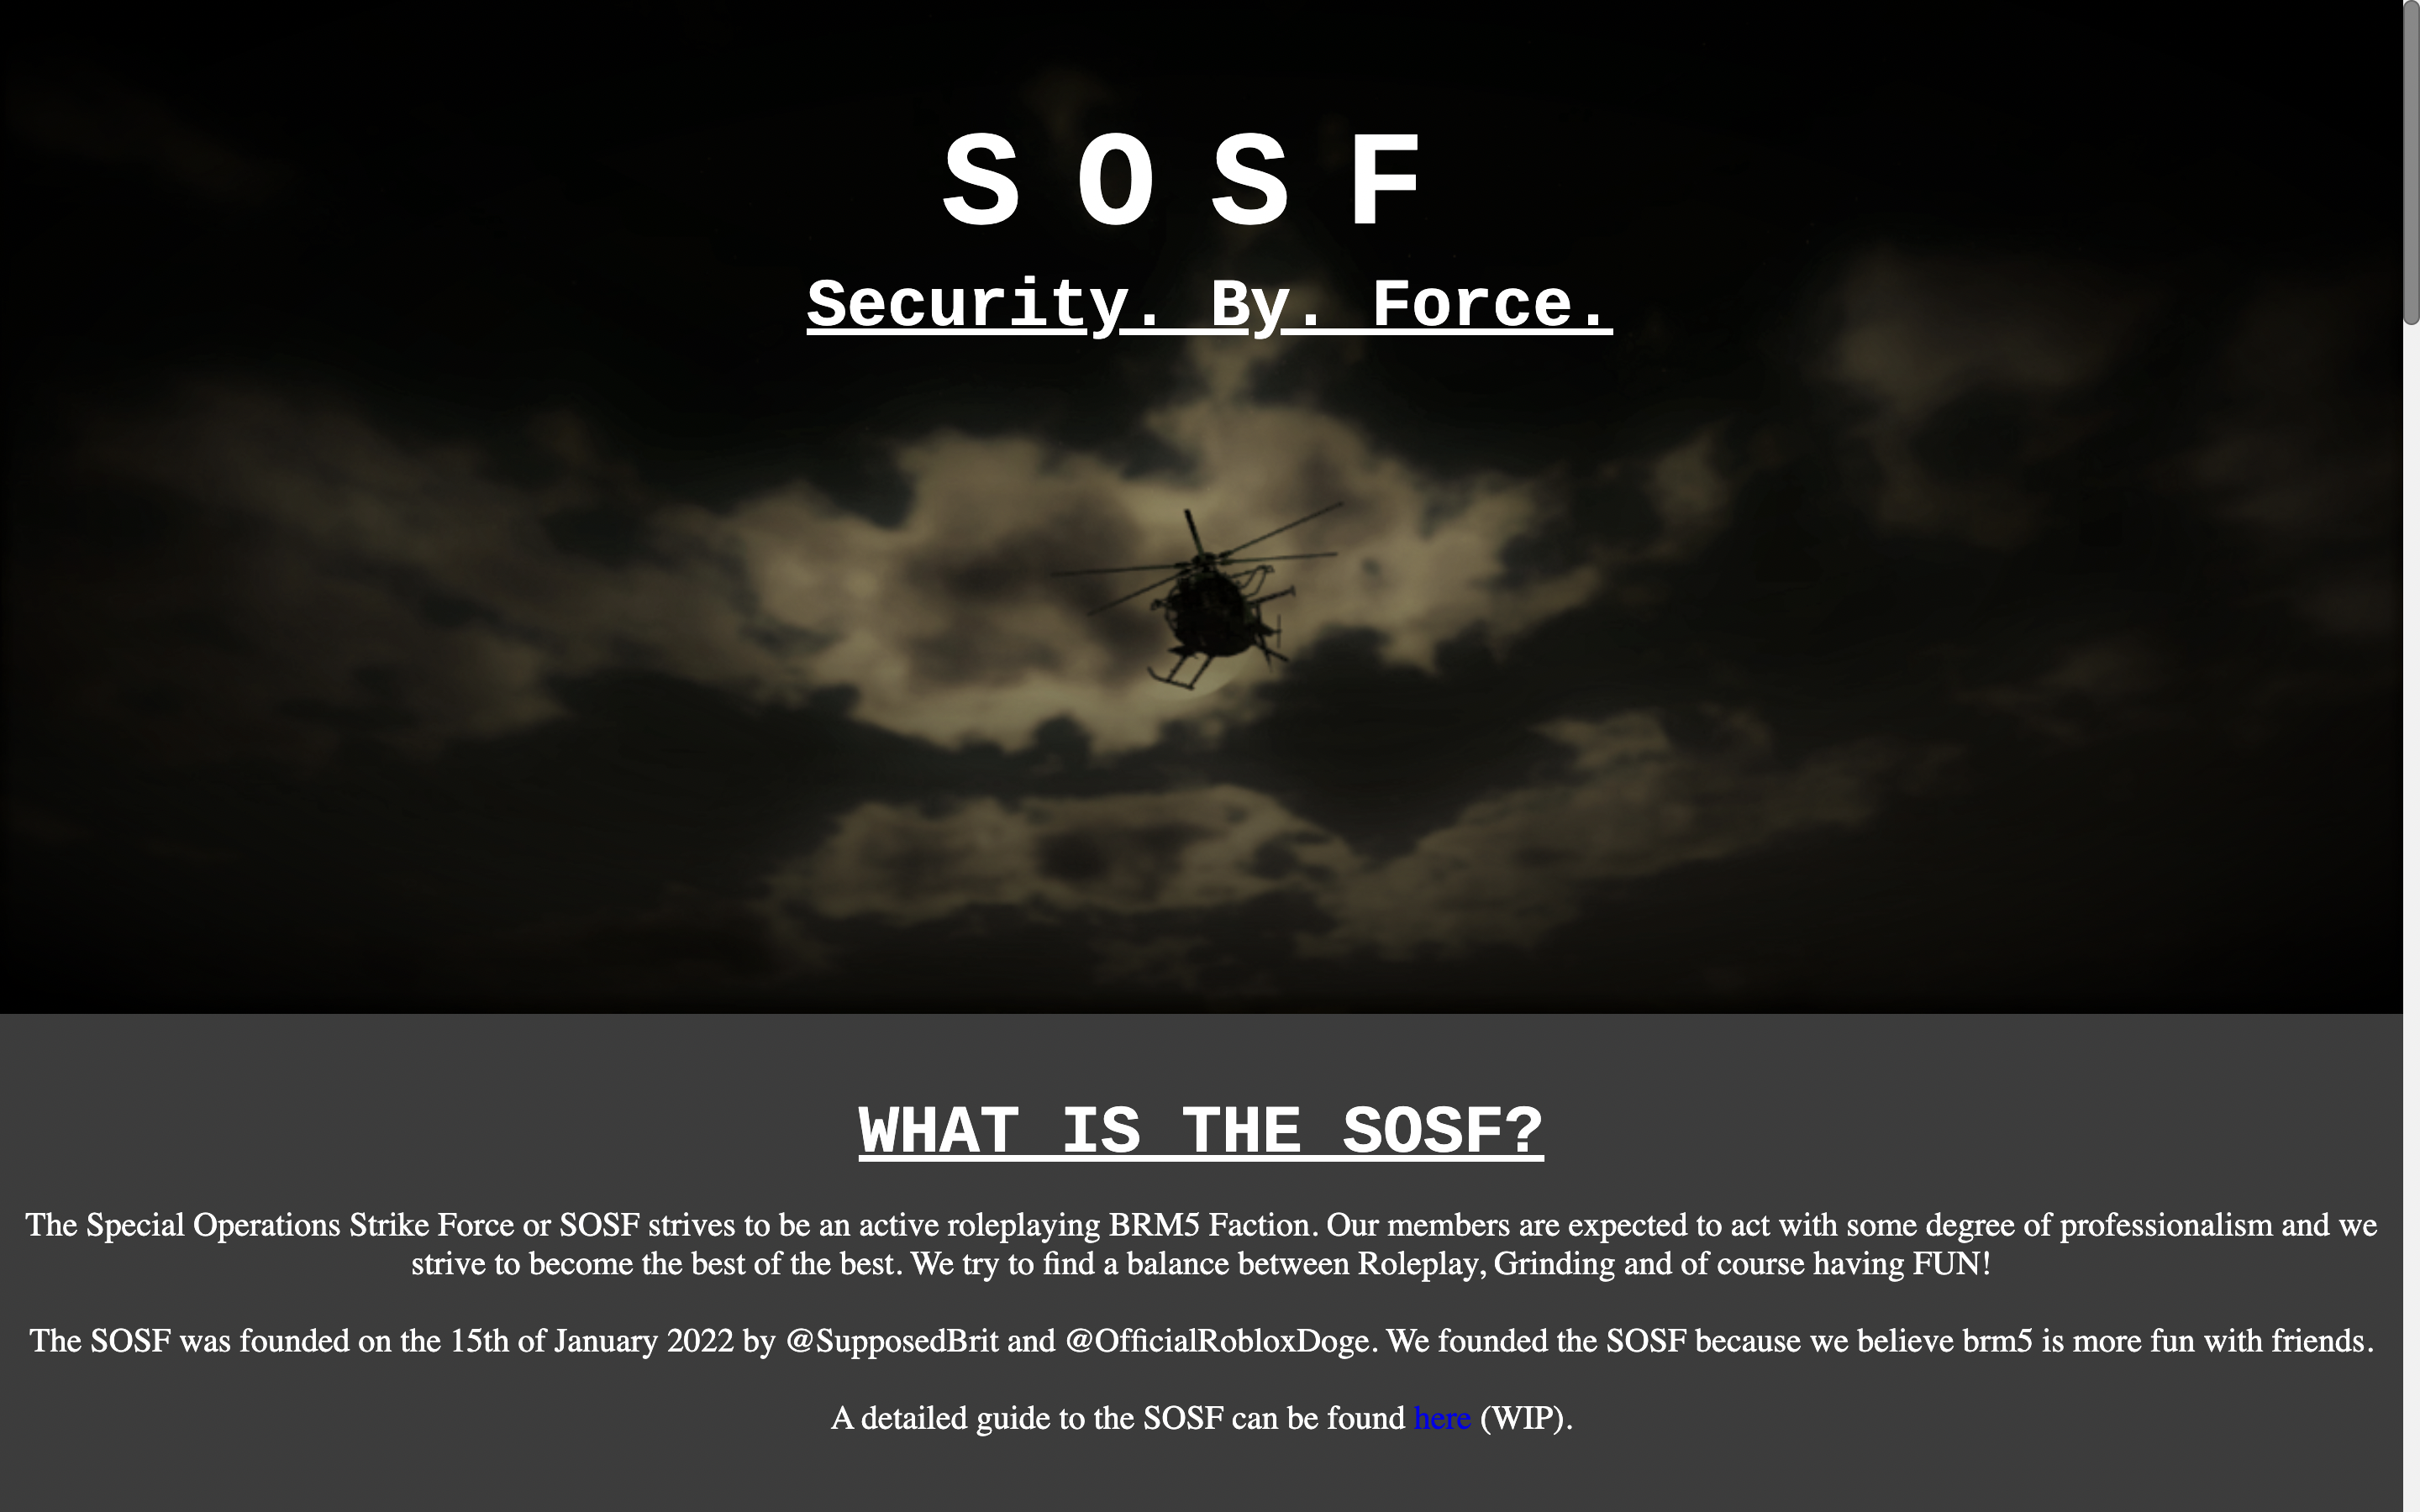 SOSF
Security. By. Force.
WHAT IS THE SOSF?
The Special Operations Strike Force or SOSF strives to be an active roleplaying BRM5 Faction. Our members are expected to act with some degree of professionalism and we
strive to become the best of the best. We try to find a balance between Roleplay, Grinding and of course having FUN!
The SOSF was founded on the 15th of January 2022 by @SupposedBrit and @OfficialRobloxDoge. We founded the SOSF because we believe brm5 is more fun with friends.
A detailed guide to the SOSF can be found here (WIP).